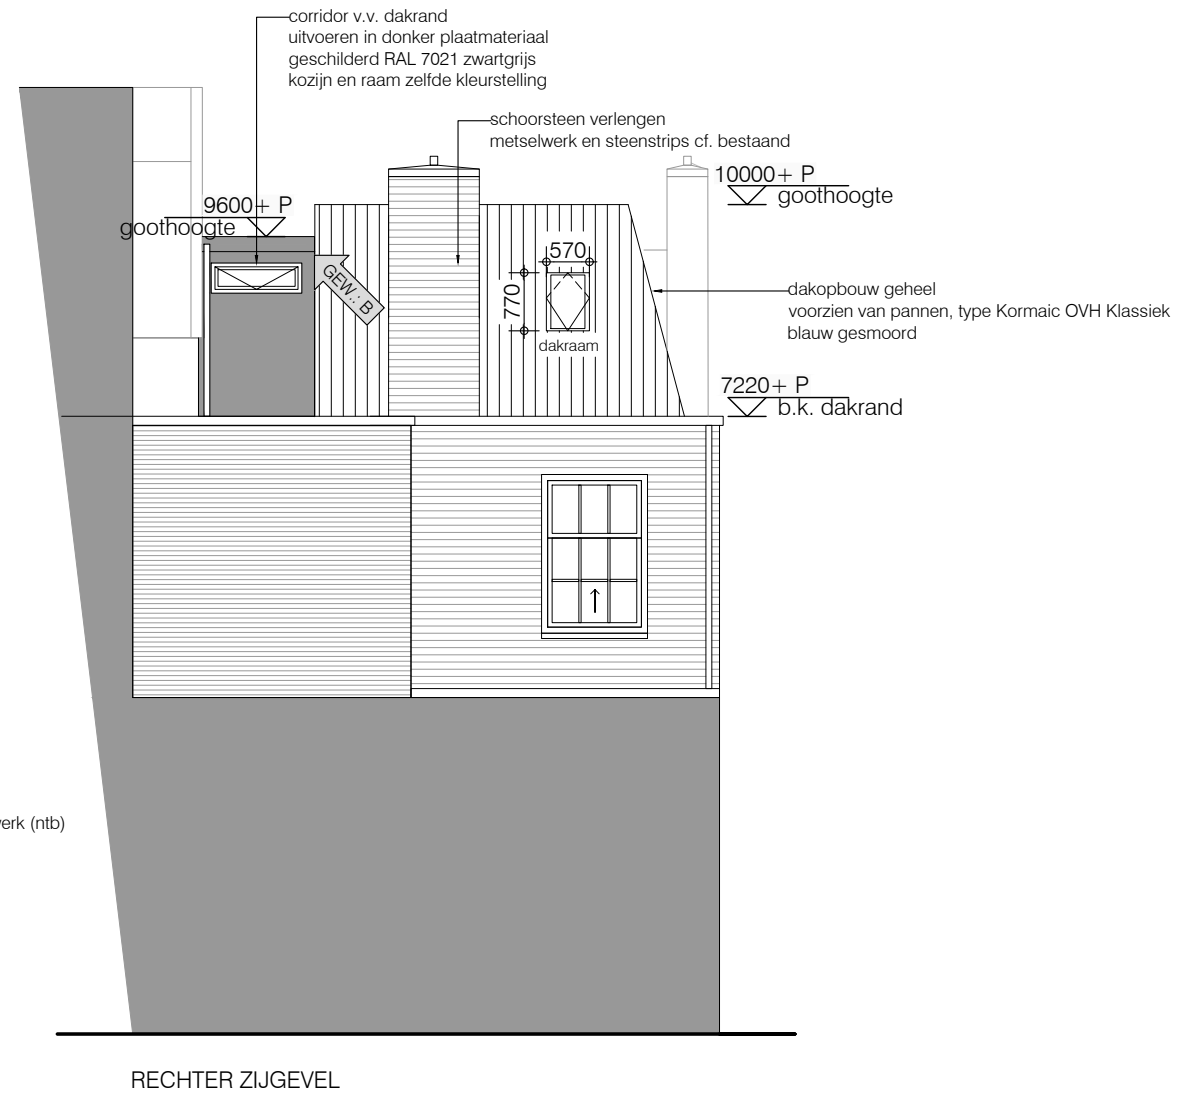 corridor v.v. dakrand
uitvoeren in donker plaatmateriaal
geschilderd RAL 7021 zwartgrijs
kozijn en raam zelfde kleurstelling
schoorsteen verlengen
metselwerk en steenstrips cf. bestaand
10000+ P
goothoogte
9600+ P
goothoogte
GEW.: B
570
770
dakraam
dakopbouw geheel
voorzien van pannen, type Kormaic OVH Klassiek
blauw gesmoord
7220+ P
b.k. dakrand
erk (ntb)
RECHTER ZIJGEVEL